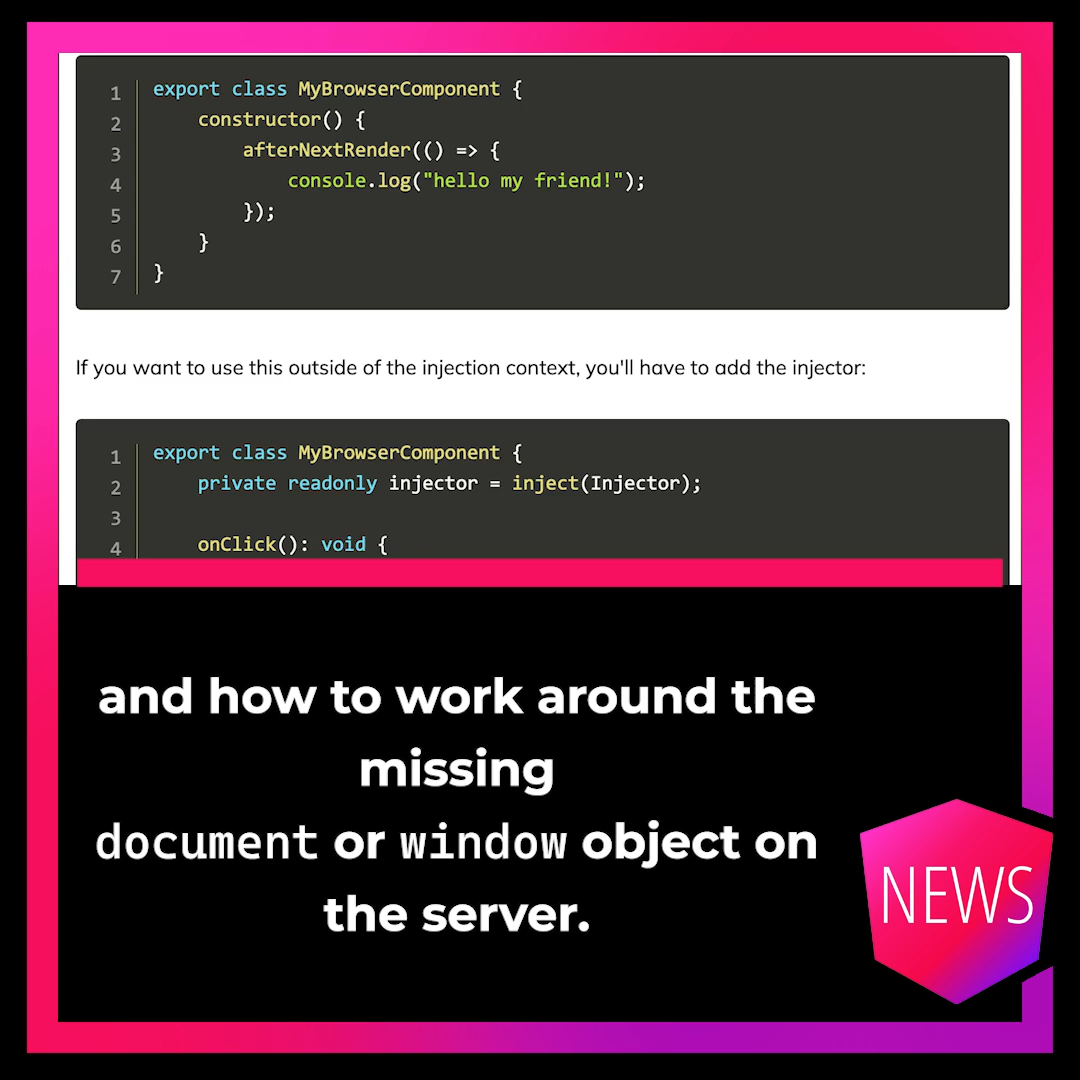 1 export class MyBrowserComponent {
2 constructor() {
3 afterNextRender(() => {
4 console.log("hello my friend!");
5 });
6 }
7 }
If you want to use this outside of the injection context, you'll have to add the injector:
1 export class MyBrowserComponent {
2 private readonly injector = inject(Injector);
3
4 onClick(): void {
and how to work around the
missing
document or window object on
the server.
NEWS